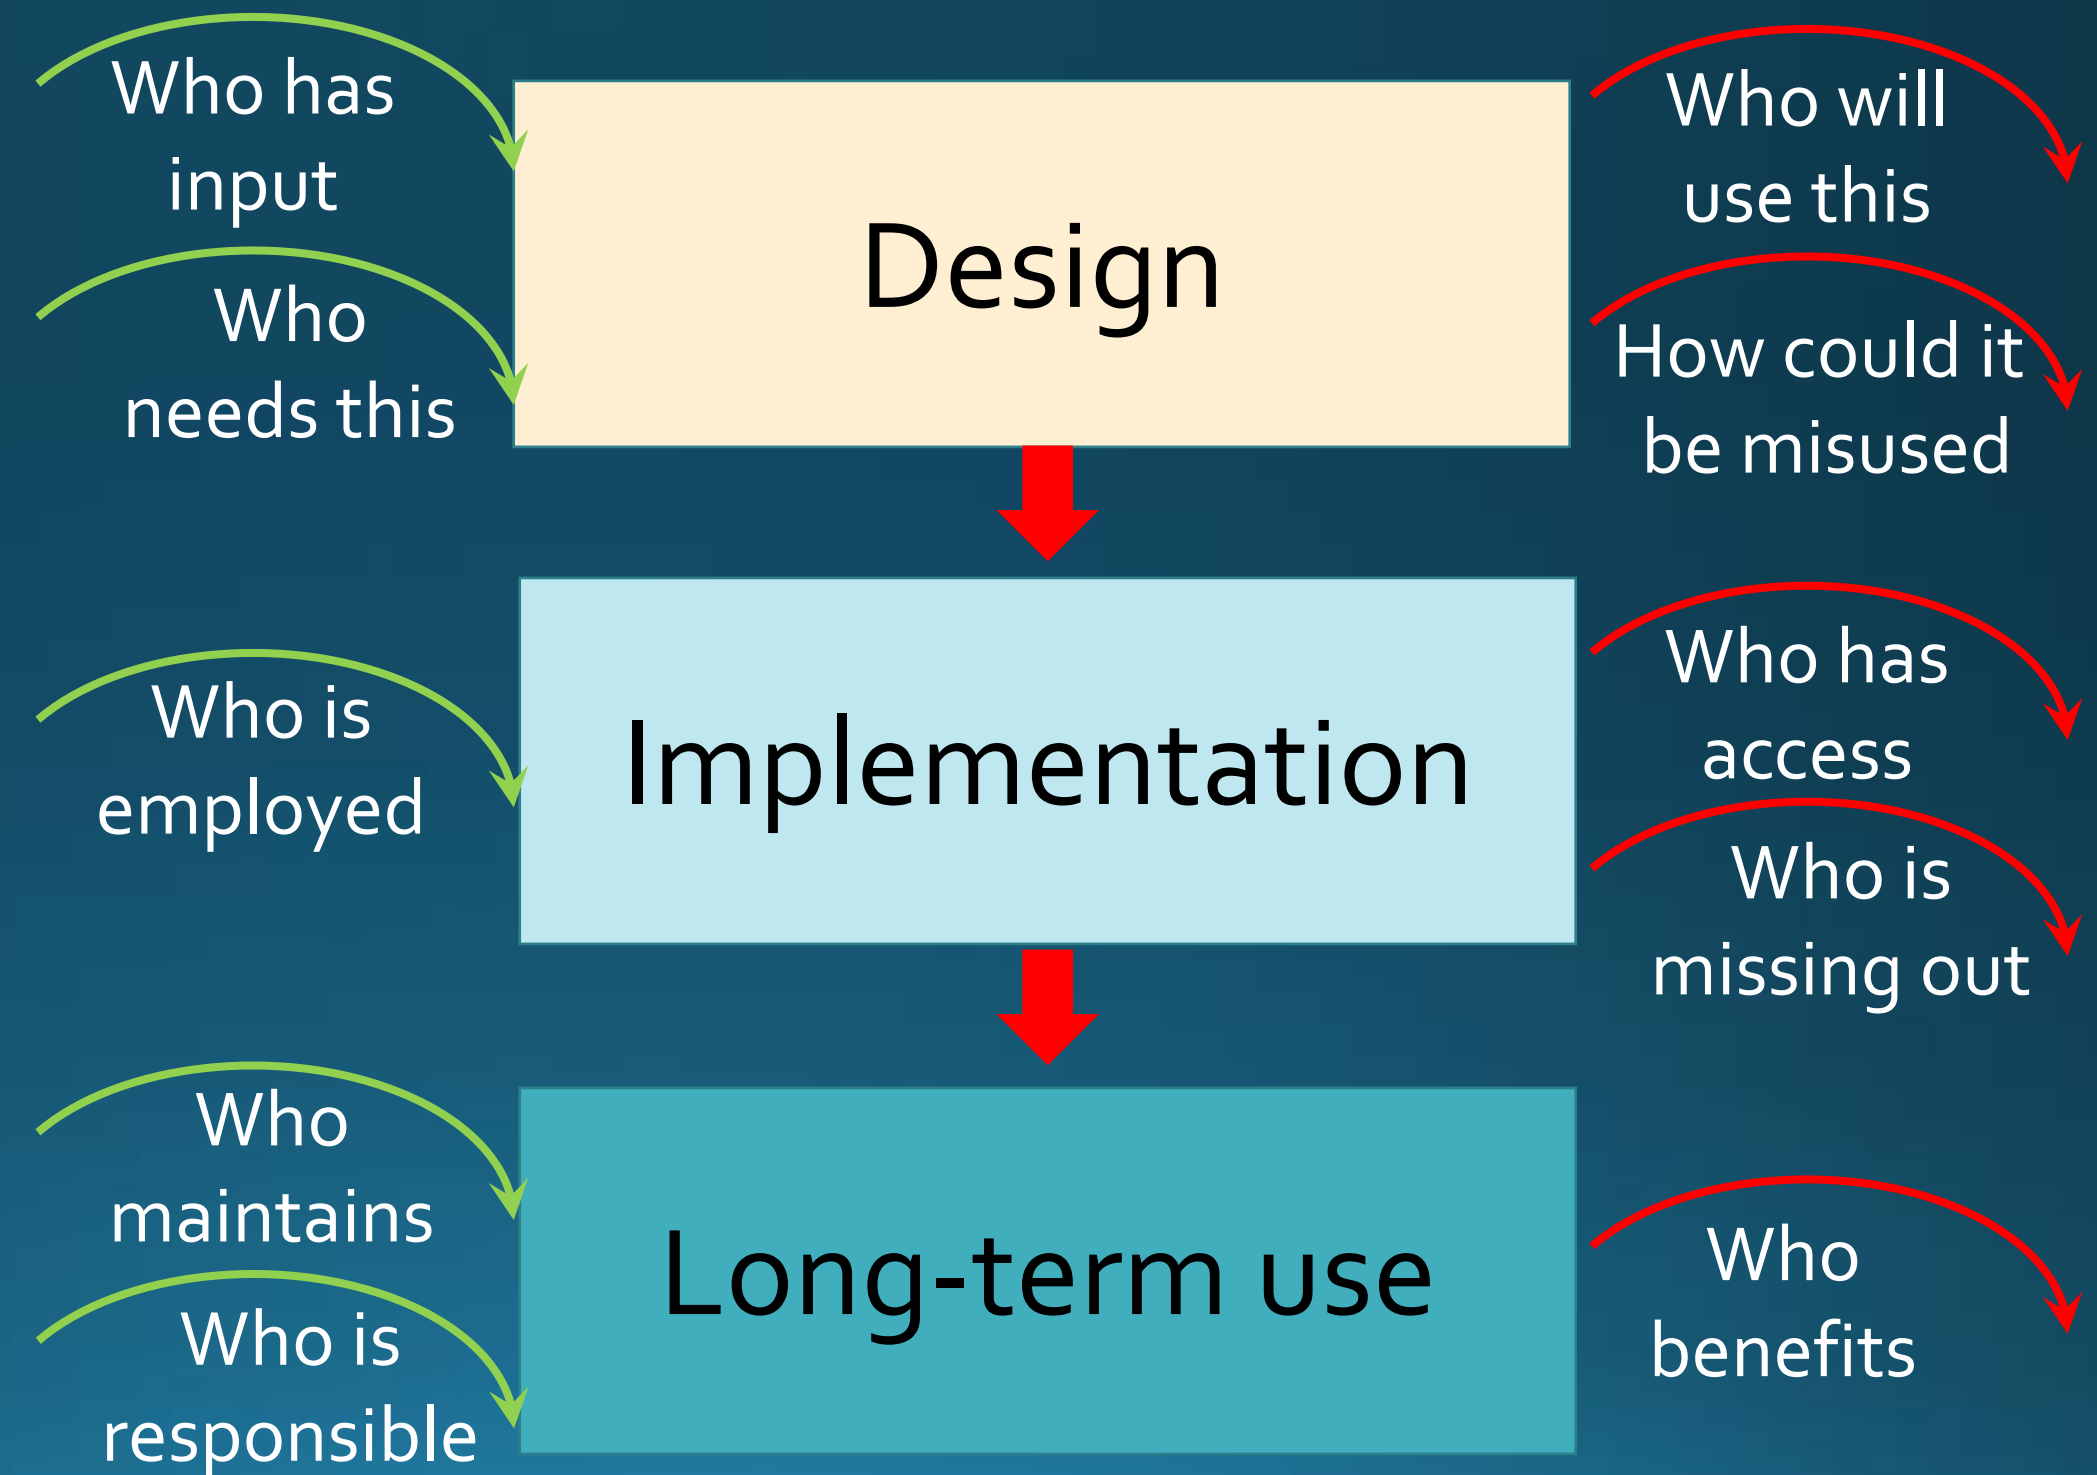 Who has
input
Who
needs this
Design
Who will
use this
How could it
be misused
Who is
employed
Implementation
Who has
access
Who is
missing out
Who
maintains
Who is
responsible
Long-term use
Who
benefits